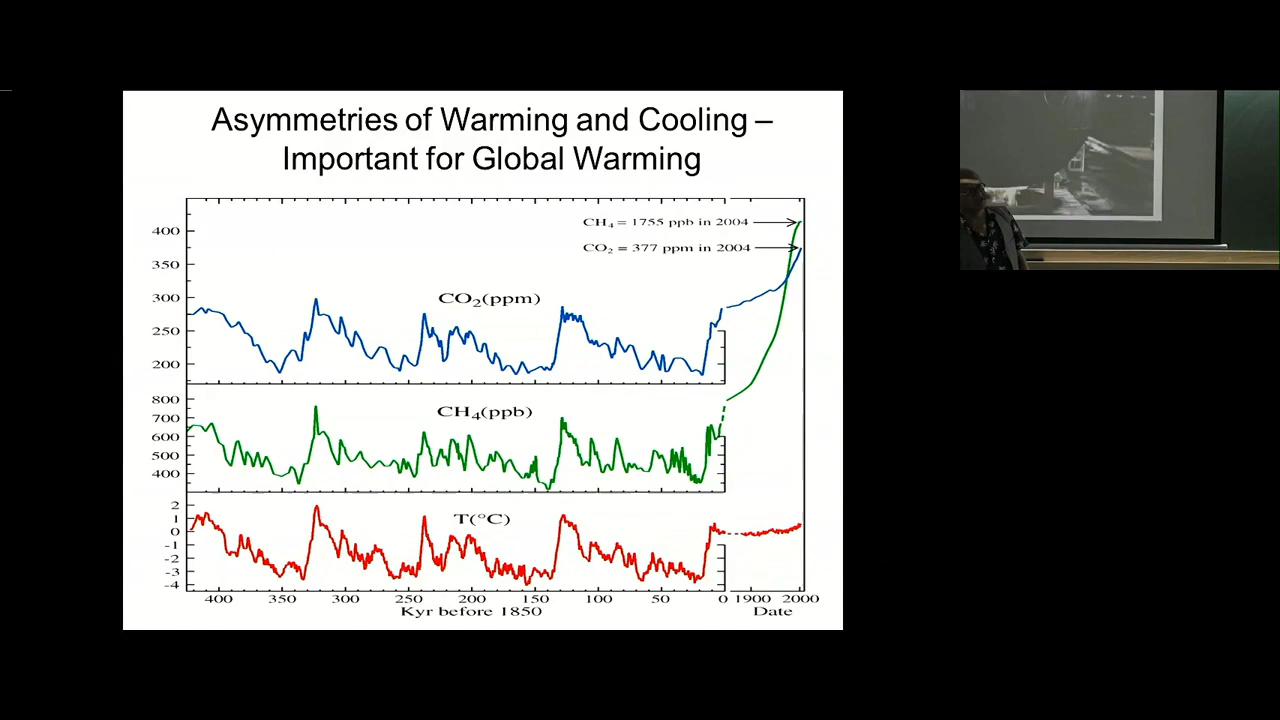 Asymmetries of Warming and Cooling –
Important for Global Warming
CH₄ = 1755 ppb in 2004
CO₂ = 377 ppm in 2004
CO₂(ppm)
400
350
300
250
200
CH₄(ppb)
800
700
600
500
400
T(°C)
2
1
0
-1
-2
-3
-4
400 350 300 250 200 150 100 50 0 1900 2000
Kyr before 1850 Date